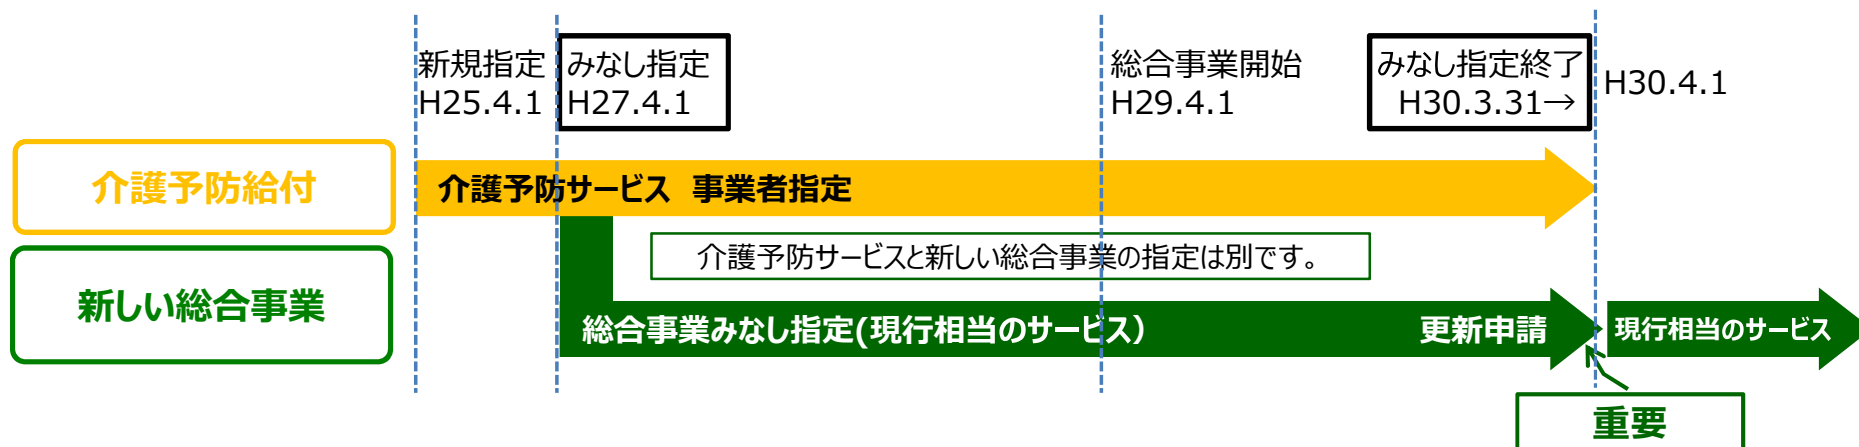 新規指定
H25.4.1
みなし指定
H27.4.1
総合事業開始
H29.4.1
みなし指定終了
H30.3.31→
H30.4.1
介護予防給付
介護予防サービス 事業者指定
介護予防サービスと新しい総合事業の指定は別です。
新しい総合事業
総合事業みなし指定(現行相当のサービス）
更新申請
現行相当のサービス
重要